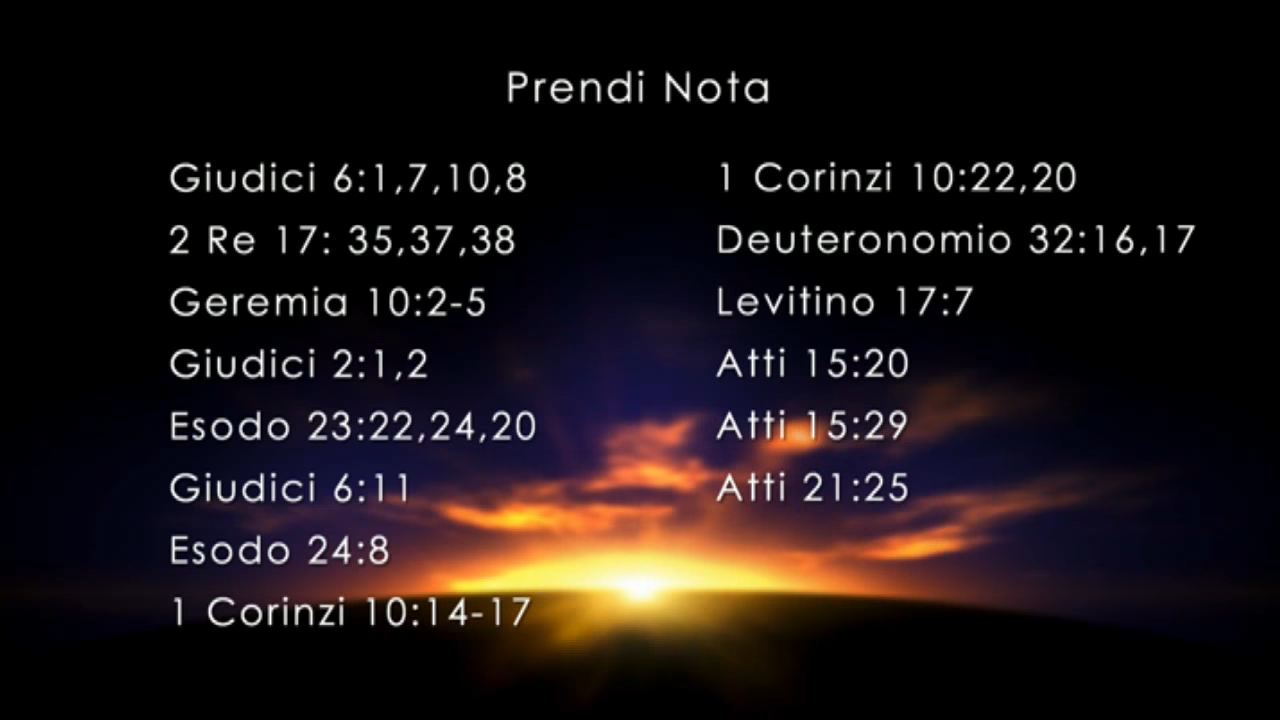 Prendi Nota
Giudici 6:1,7,10,8
2 Re 17: 35,37,38
Geremia 10:2-5
Giudici 2:1,2
Esodo 23:22,24,20
Giudici 6:11
Esodo 24:8
1 Corinzi 10:14-17
1 Corinzi 10:22,20
Deuteronomio 32:16,17
Levitino 17:7
Atti 15:20
Atti 15:29
Atti 21:25